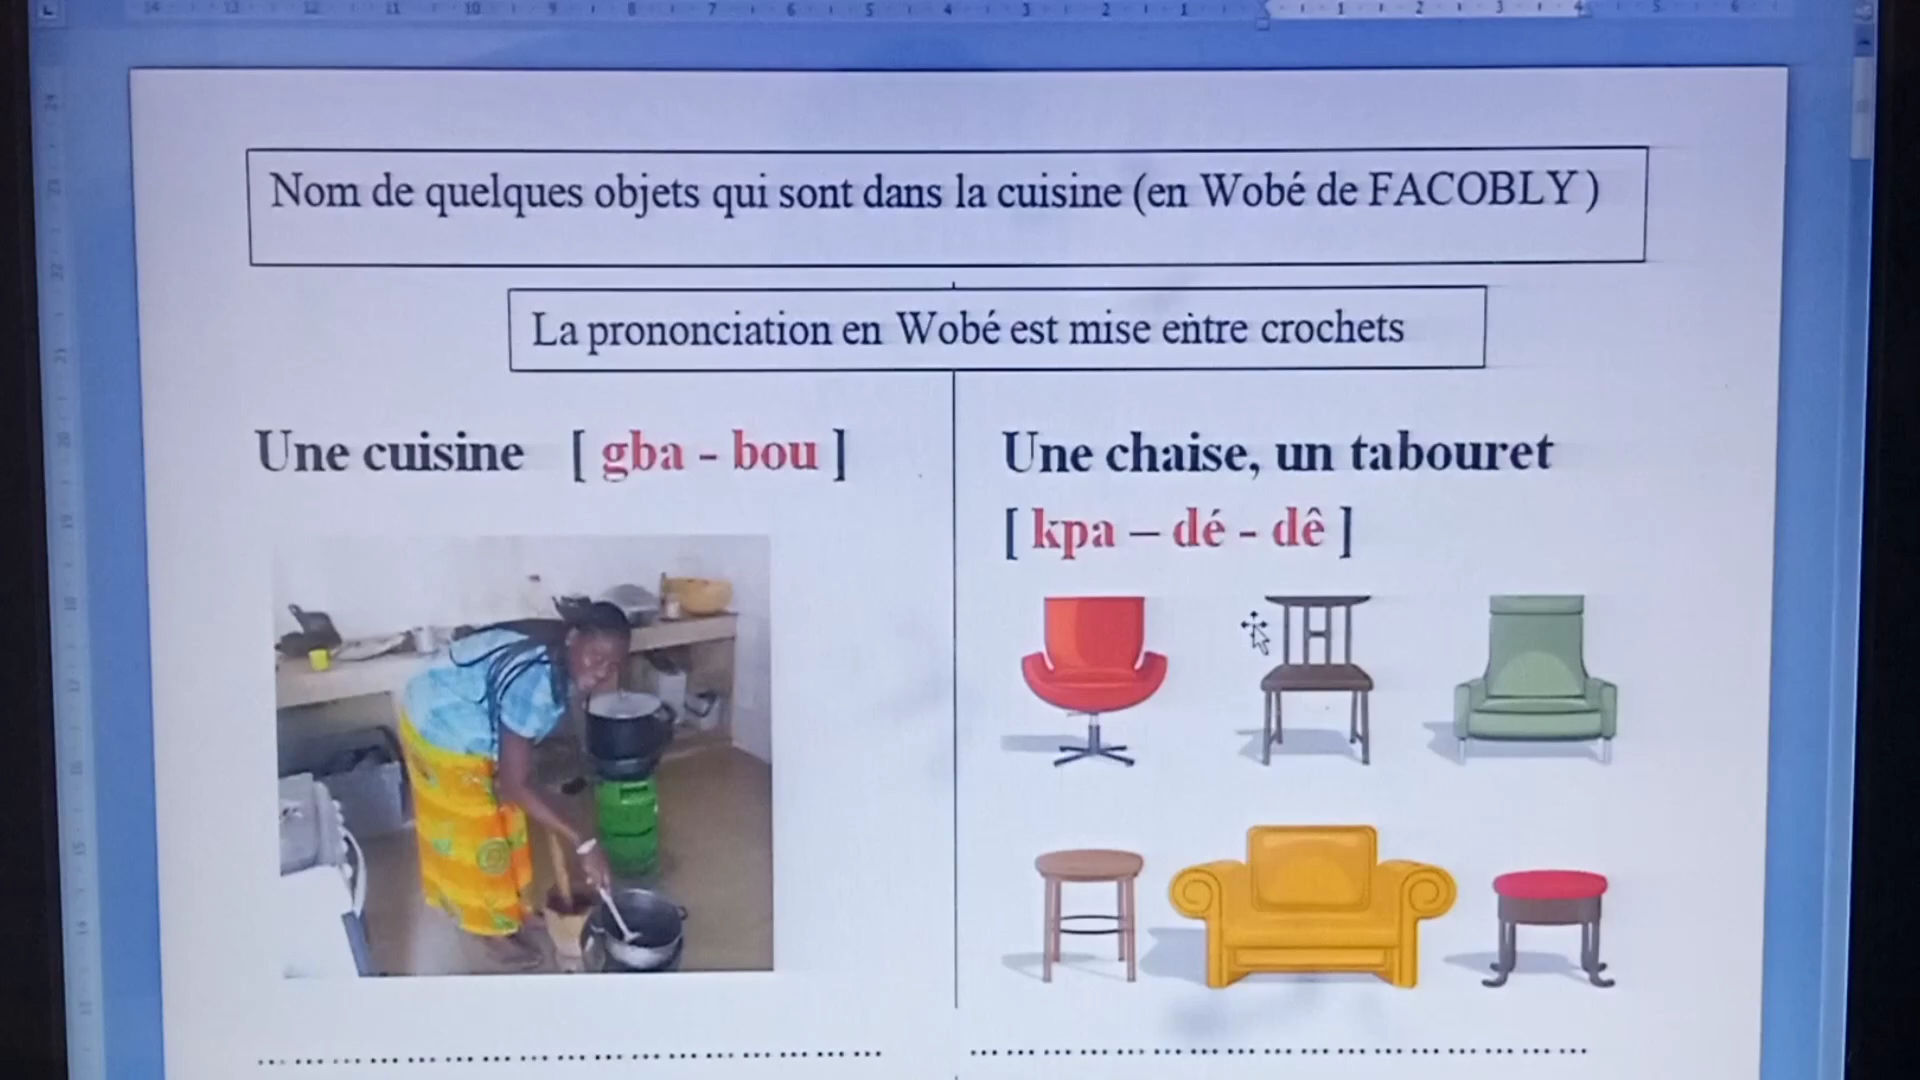 Nom de quelques objets qui sont dans la cuisine (en Wobé de FACOBLY )
La prononciation en Wobé est mise entre crochets
Une cuisine [ gba - bou ]
Une chaise, un tabouret
[ kpa – dé - dê ]